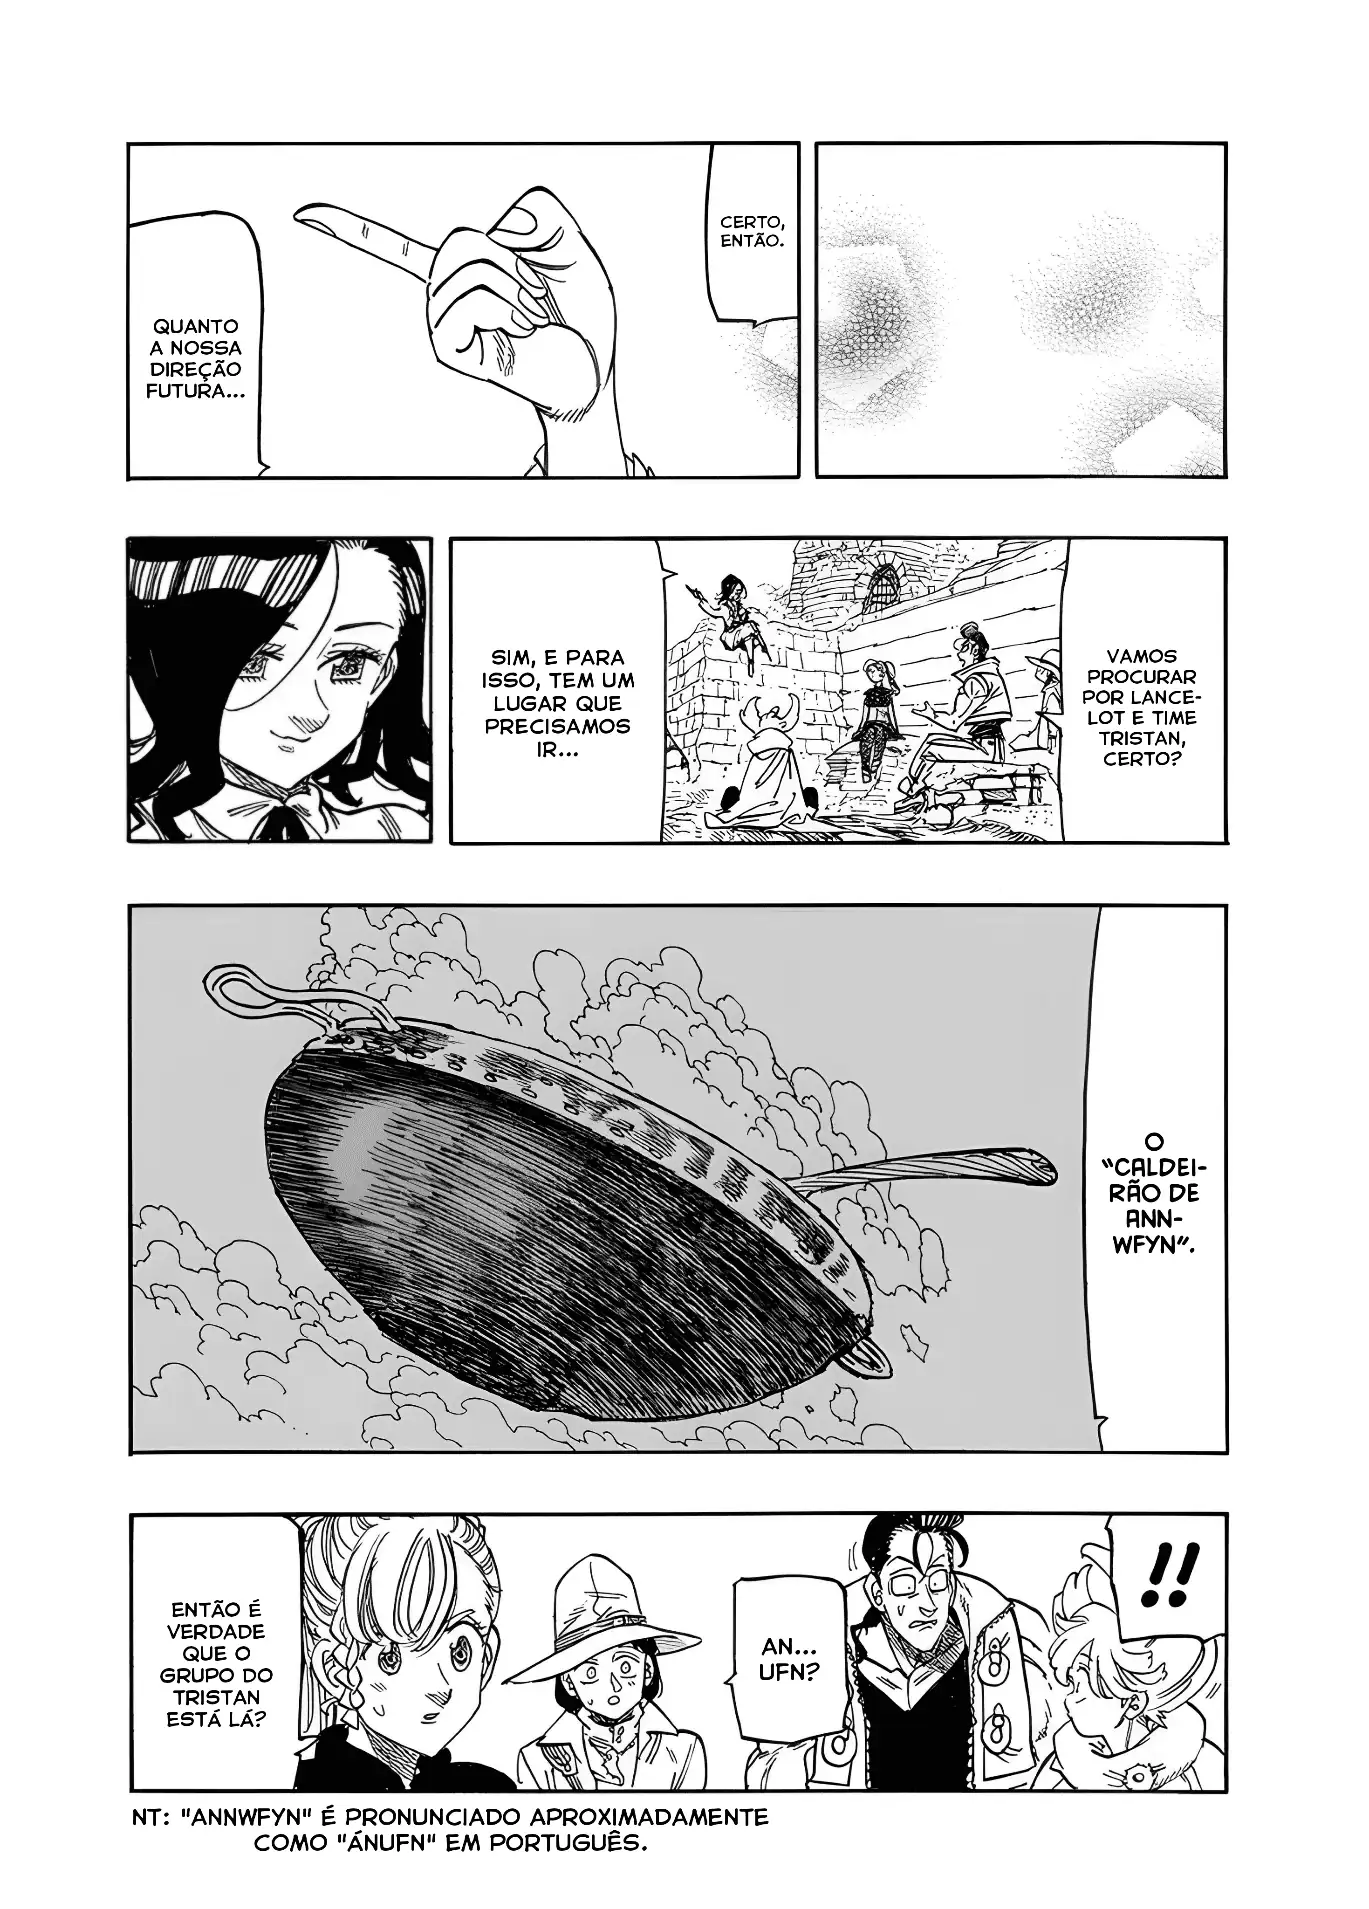 CERTO,
ENTÃO.
QUANTO
A NOSSA
DIREÇÃO
FUTURA...
VAMOS
PROCURAR
POR LANCE-
LOT E TIME
TRISTAN,
CERTO?
SIM, E PARA
ISSO, TEM UM
LUGAR QUE
PRECISAMOS
IR...
O
"CALDEI-
RÃO DE
ANN-
WFYN".
!!
AN...
UFN?
ENTÃO É
VERDADE
QUE O
GRUPO DO
TRISTAN
ESTÁ LÁ?
NT: "ANNWFYN" É PRONUNCIADO APROXIMADAMENTE
COMO "ÁNUFN" EM PORTUGUÊS.